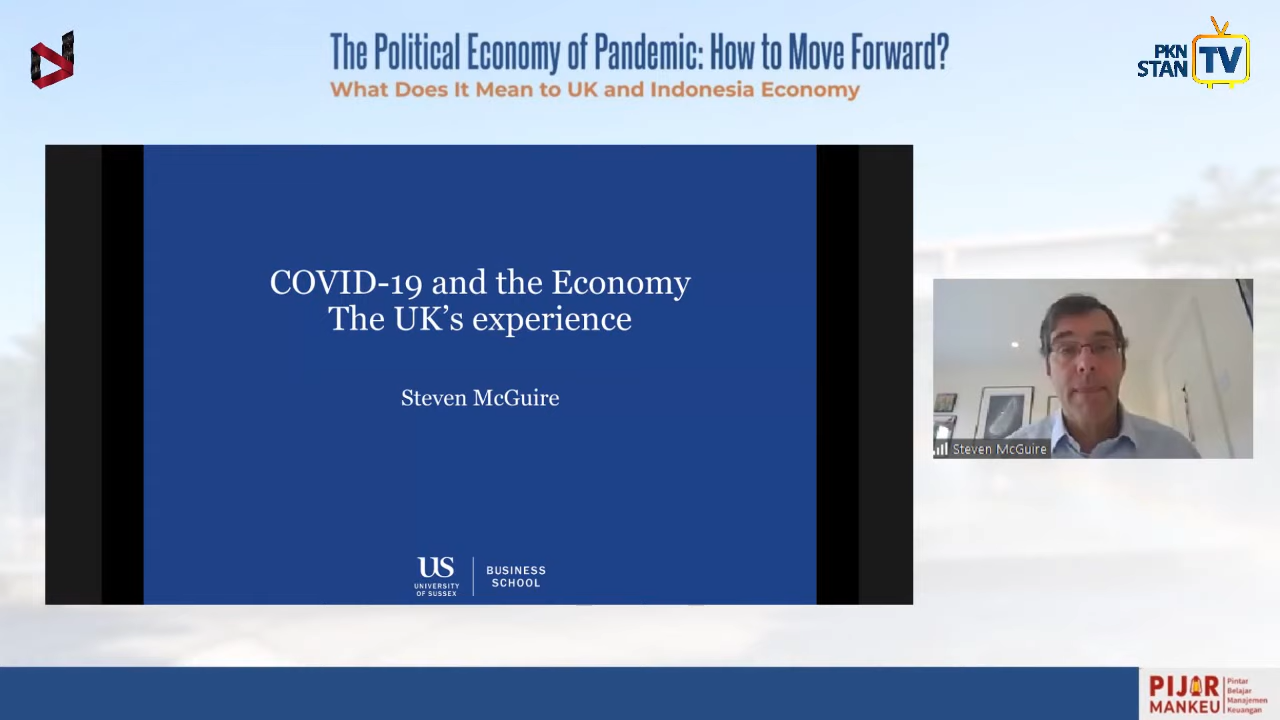 The Political Economy of Pandemic: How to Move Forward?
What Does It Mean to UK and Indonesia Economy
PKN
STAN
TV
COVID-19 and the Economy
The UK’s experience
Steven McGuire
US
UNIVERSITY
OF SUSSEX
BUSINESS
SCHOOL
Steven McGuire
PIJAR
MANKEU
Pintar
Belajar
Manajemen
Keuangan